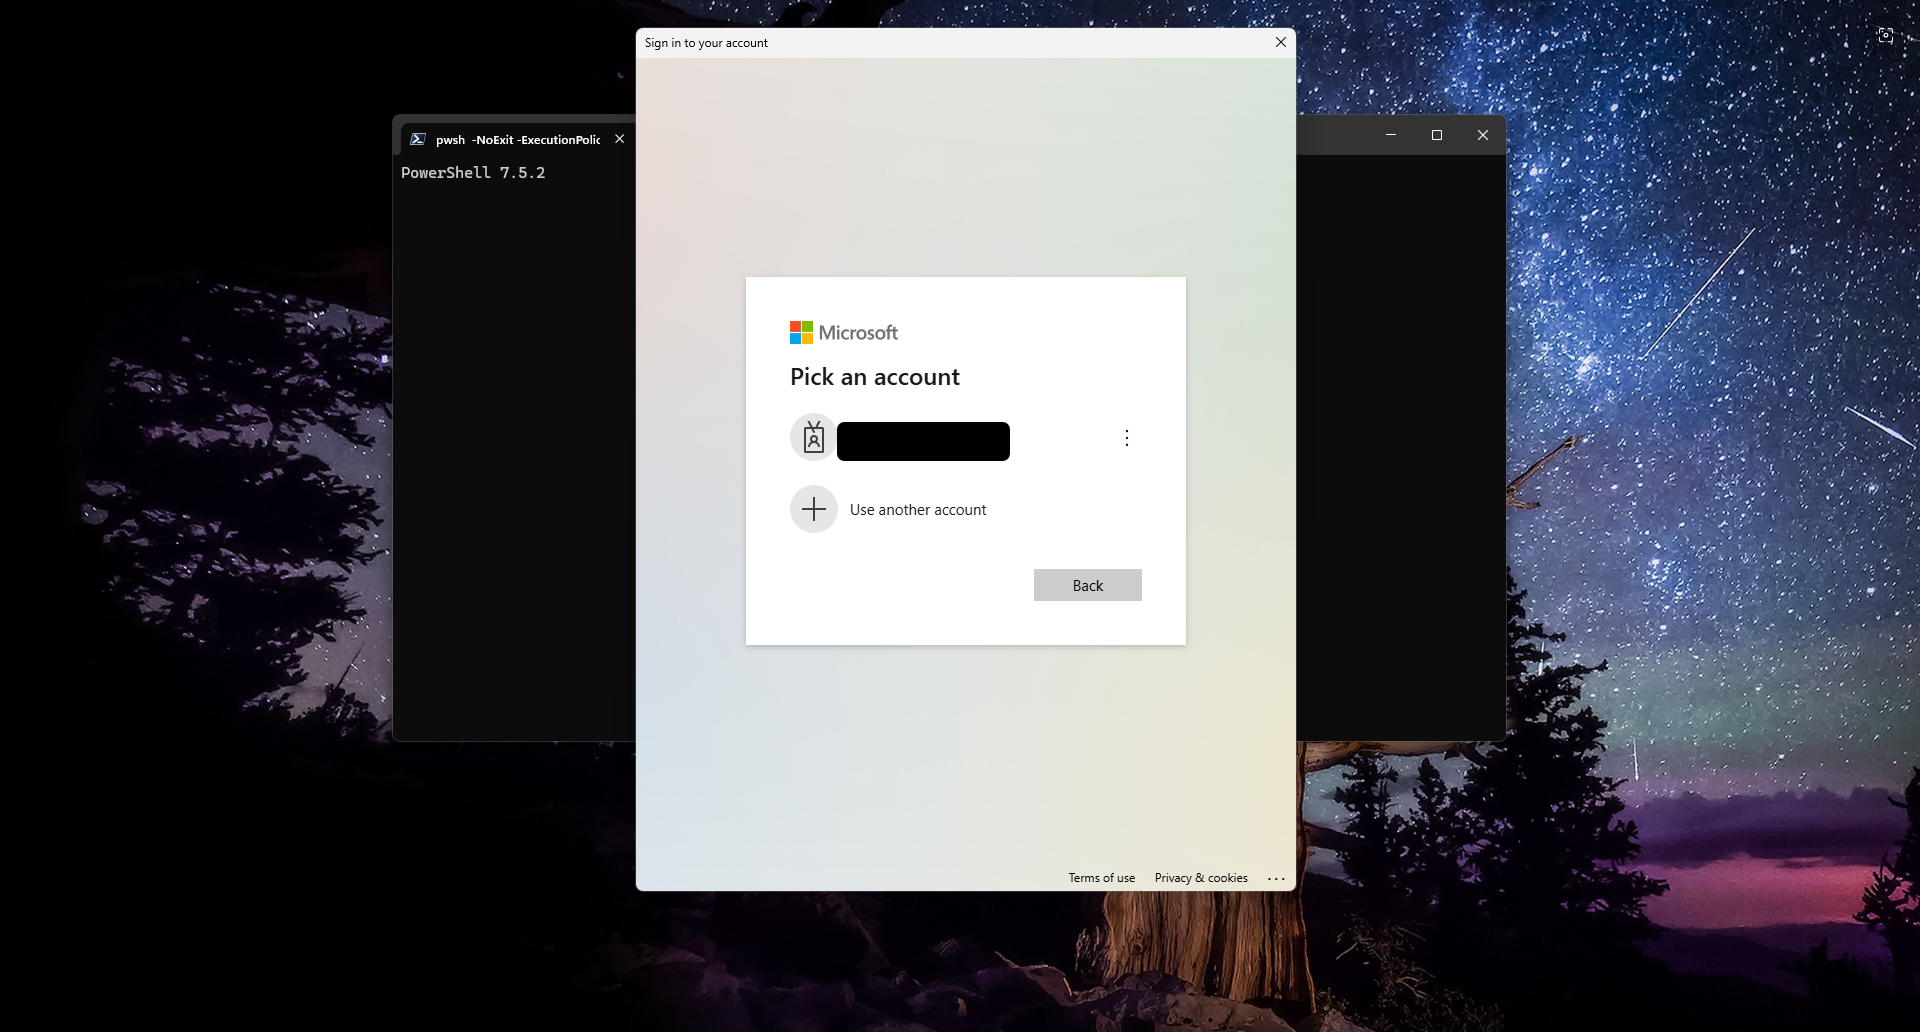 Sign in to your account
pwsh -NoExit -ExecutionPolic
PowerShell 7.5.2
Microsoft
Pick an account
Use another account
Back
Terms of use
Privacy & cookies
...